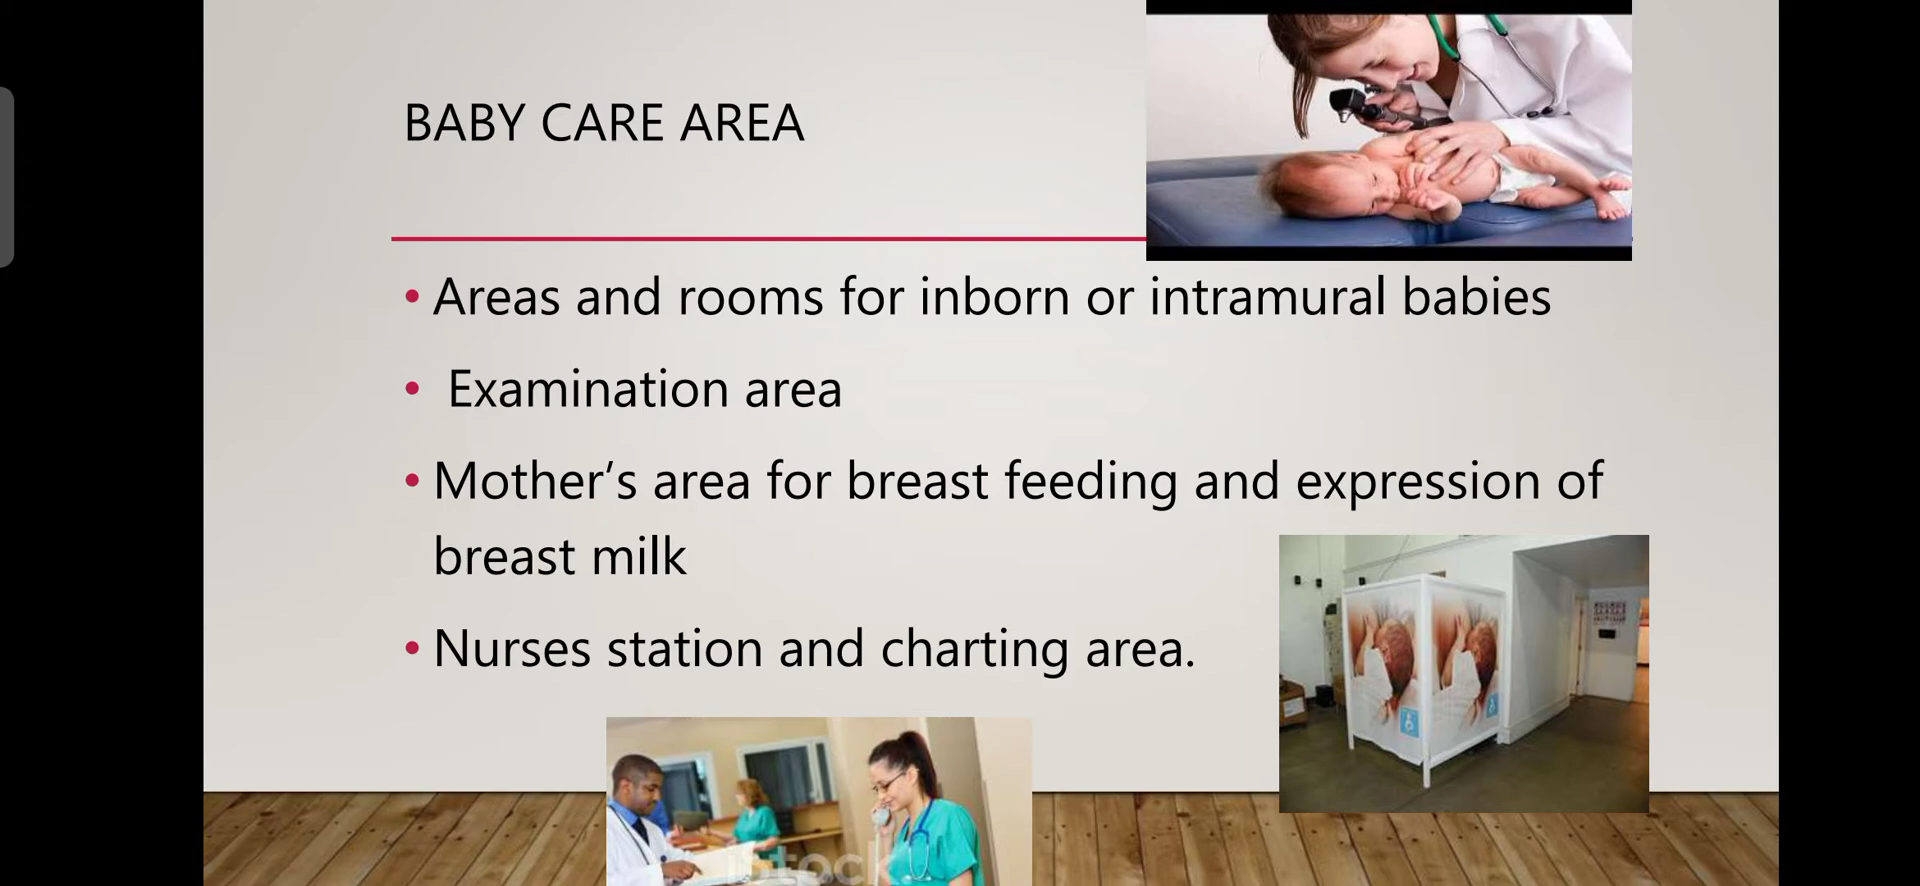 BABY CARE AREA
• Areas and rooms for inborn or intramural babies
• Examination area
• Mother’s area for breast feeding and expression of
breast milk
• Nurses station and charting area.
iStock